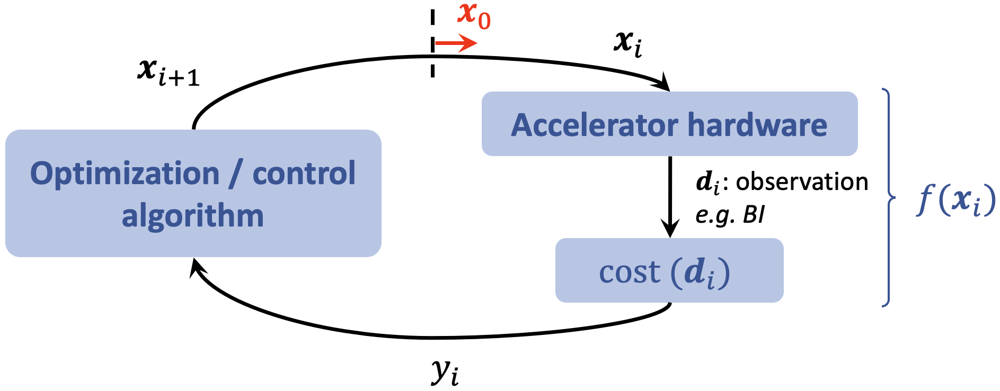 𝒙₀
𝒙ᵢ
𝒙ᵢ₊₁
Accelerator hardware
Optimization / control
algorithm
𝒅ᵢ: observation
e.g. BI
f(𝒙ᵢ)
cost (𝒅ᵢ)
yᵢ